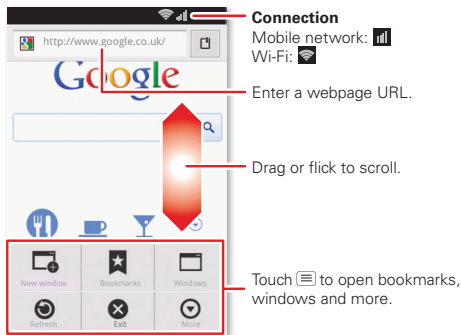 Connection
Mobile network:
Wi-Fi:
http://www.google.co.uk/
Google
Enter a webpage URL.
Drag or flick to scroll.
New window Bookmarks Windows
Refresh Exit More
Touch to open bookmarks,
windows and more.